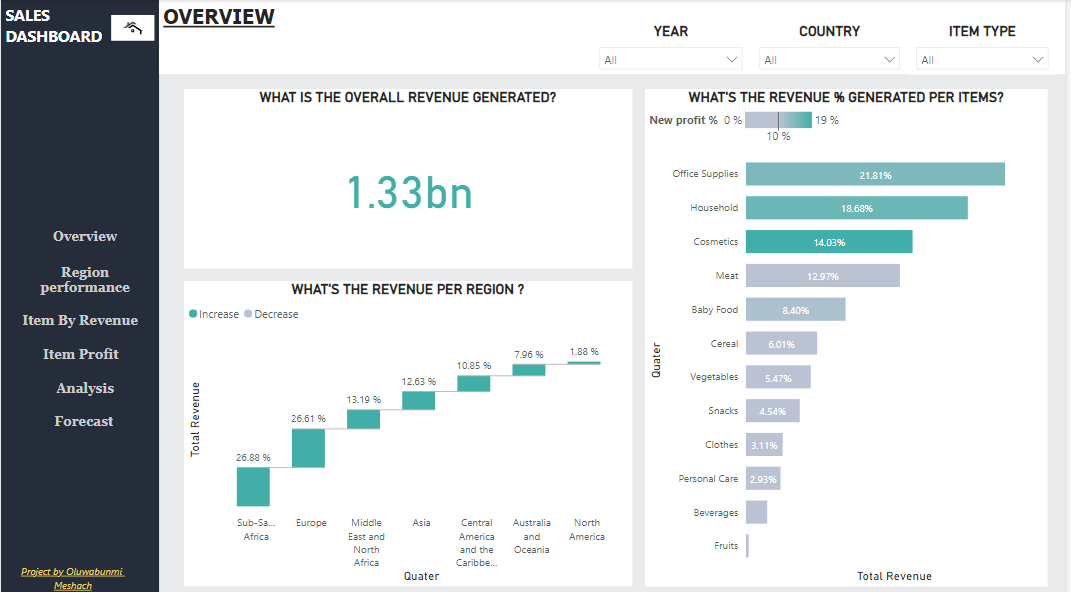 SALES
DASHBOARD
OVERVIEW
YEAR
COUNTRY
ITEM TYPE
All
All
All
WHAT IS THE OVERALL REVENUE GENERATED?
1.33bn
WHAT'S THE REVENUE % GENERATED PER ITEMS?
New profit % 0 % 19 %
10 %
Office Supplies 21.81%
Household 18.68%
Cosmetics 14.03%
Meat 12.97%
Baby Food 8.40%
Cereal 6.01%
Vegetables 5.47%
Snacks 4.54%
Clothes 3.11%
Personal Care 2.93%
Beverages
Fruits
Quater
Total Revenue
Overview
Region
performance
Item By Revenue
Item Profit
Analysis
Forecast
WHAT'S THE REVENUE PER REGION ?
Increase Decrease
Total Revenue
26.88 %
26.61 %
13.19 %
12.63 %
10.85 %
7.96 %
1.88 %
Sub-Sa...
Africa
Europe
Middle
East and
North
Africa
Asia
Central
America
and the
Caribbe...
Australia
and
Oceania
North
America
Quater
Project by Oluwabunmi
Meshach